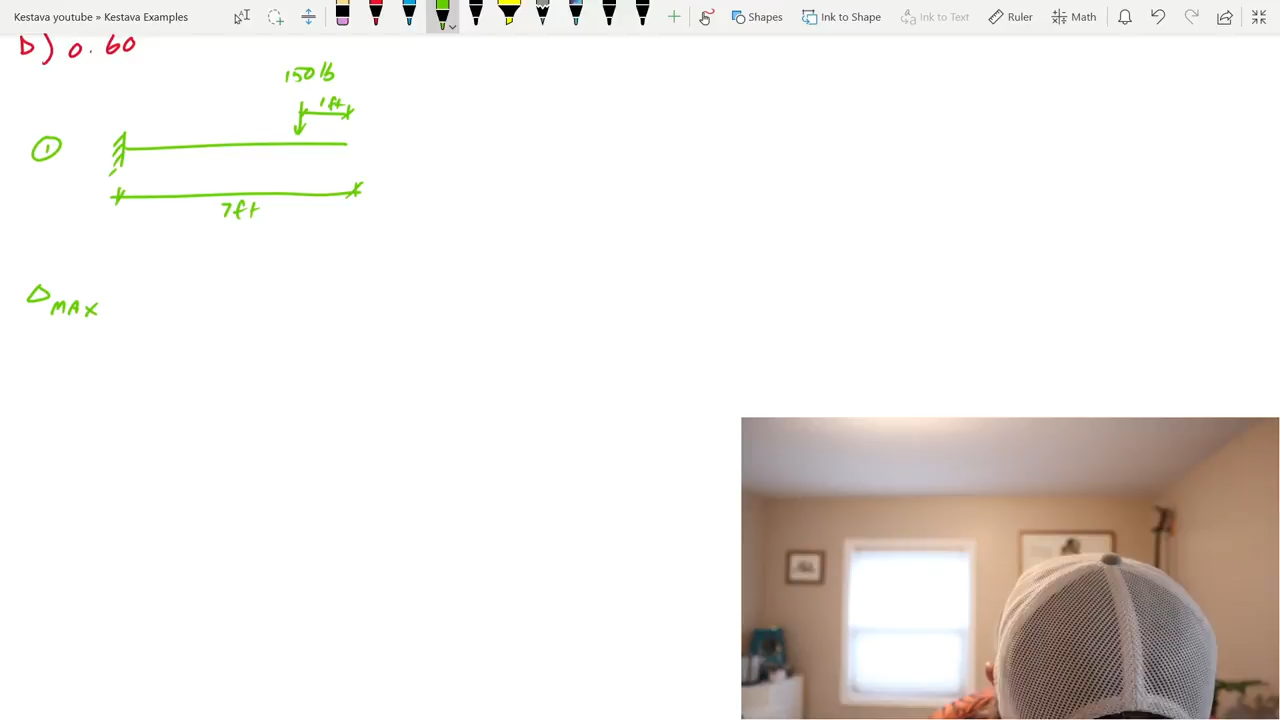 Kestava youtube » Kestava Examples
Shapes
Ink to Shape
Ink to Text
Ruler
Math
D) 0.60
150 lb
1ft
1
7ft
Δ MAX